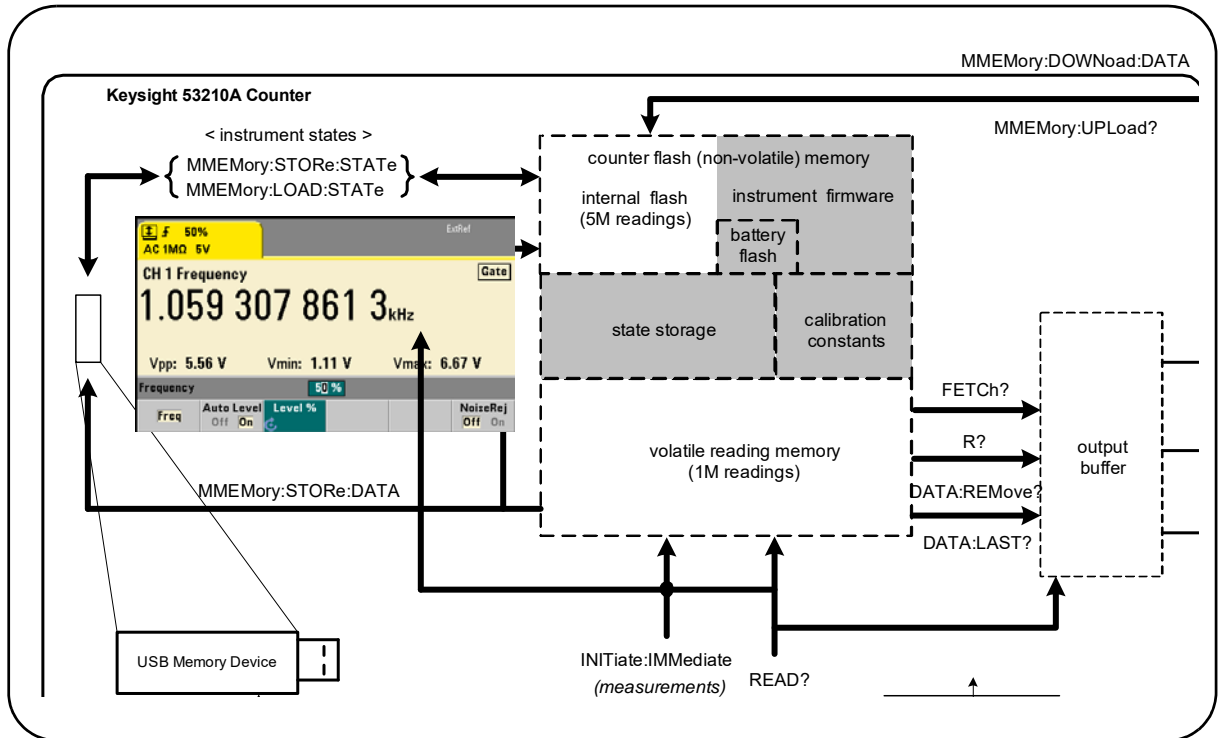 MMEMory:DOWNoad:DATA
Keysight 53210A Counter
MMEMory:UPLoad?
< instrument states >
MMEMory:STORe:STATe
MMEMory:LOAD:STATe
counter flash (non-volatile) memory
internal flash
(5M readings)
instrument firmware
battery
flash
state storage
calibration
constants
50%
ExtRef
AC 1MΩ 5V
CH 1 Frequency
Gate
1.059 307 861 3kHz
Vpp: 5.56 V Vmin: 1.11 V Vmax: 6.67 V
Frequency 50 %
Freq
Auto Level
Off On
Level %
NoiseRej
Off On
volatile reading memory
(1M readings)
FETCh?
R?
DATA:REMove?
DATA:LAST?
output
buffer
MMEMory:STORe:DATA
USB Memory Device
INITiate:IMMediate
(measurements)
READ?